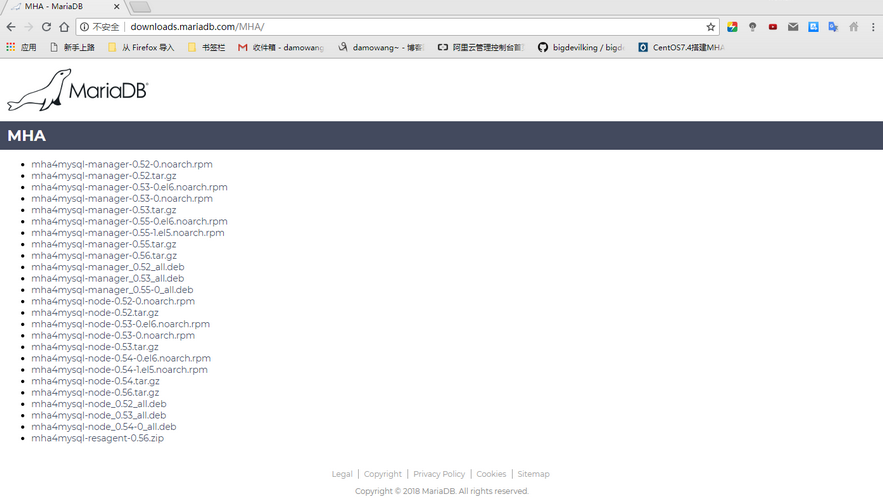 MHA - MariaDB
不安全 downloads.mariadb.com/MHA/
应用 新手上路 从 Firefox 导入 书签栏 收件箱 - damowang damowang~ - 博客 阿里云管理控制台首 bigdevilking / bigd CentOS7.4搭建MHA
MariaDB
MHA
mha4mysql-manager-0.52-0.noarch.rpm
mha4mysql-manager-0.52.tar.gz
mha4mysql-manager-0.53-0.el6.noarch.rpm
mha4mysql-manager-0.53-0.noarch.rpm
mha4mysql-manager-0.53.tar.gz
mha4mysql-manager-0.55-0.el6.noarch.rpm
mha4mysql-manager-0.55-1.el5.noarch.rpm
mha4mysql-manager-0.55.tar.gz
mha4mysql-manager-0.56.tar.gz
mha4mysql-manager_0.52_all.deb
mha4mysql-manager_0.53_all.deb
mha4mysql-manager_0.55-0_all.deb
mha4mysql-node-0.52-0.noarch.rpm
mha4mysql-node-0.52.tar.gz
mha4mysql-node-0.53-0.el6.noarch.rpm
mha4mysql-node-0.53-0.noarch.rpm
mha4mysql-node-0.53.tar.gz
mha4mysql-node-0.54-0.el6.noarch.rpm
mha4mysql-node-0.54-1.el5.noarch.rpm
mha4mysql-node-0.54.tar.gz
mha4mysql-node-0.56.tar.gz
mha4mysql-node_0.52_all.deb
mha4mysql-node_0.53_all.deb
mha4mysql-node_0.54-0_all.deb
mha4mysql-resagent-0.56.zip
Legal | Copyright | Privacy Policy | Cookies | Sitemap
Copyright © 2018 MariaDB. All rights reserved.